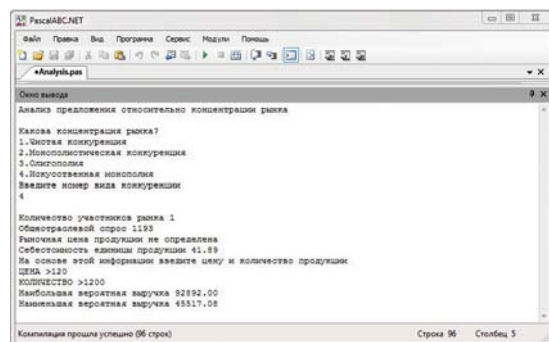 PascalABC.NET
Файл Правка Вид Программа Сервис Модули Помощь
•Analysis.pas
Окно вывода
Анализ предложения относительно концентрации рынка
Какова концентрация рынка?
1.Чистая конкуренция
2.Монополистическая конкуренция
3.Олигополия
4.Искусственная монополия
Введите номер вида конкуренции
4
Количество участников рынка 1
Общеотраслевой спрос 1193
Рыночная цена продукции не определена
Себестоимость единицы продукции 41.89
На основе этой информации введите цену и количество продукции
ЦЕНА >120
КОЛИЧЕСТВО >1200
Наибольшая вероятная выручка 92892.00
Наименьшая вероятная выручка 45517.08
Компиляция прошла успешно (96 строк) Строка 96 Столбец 5